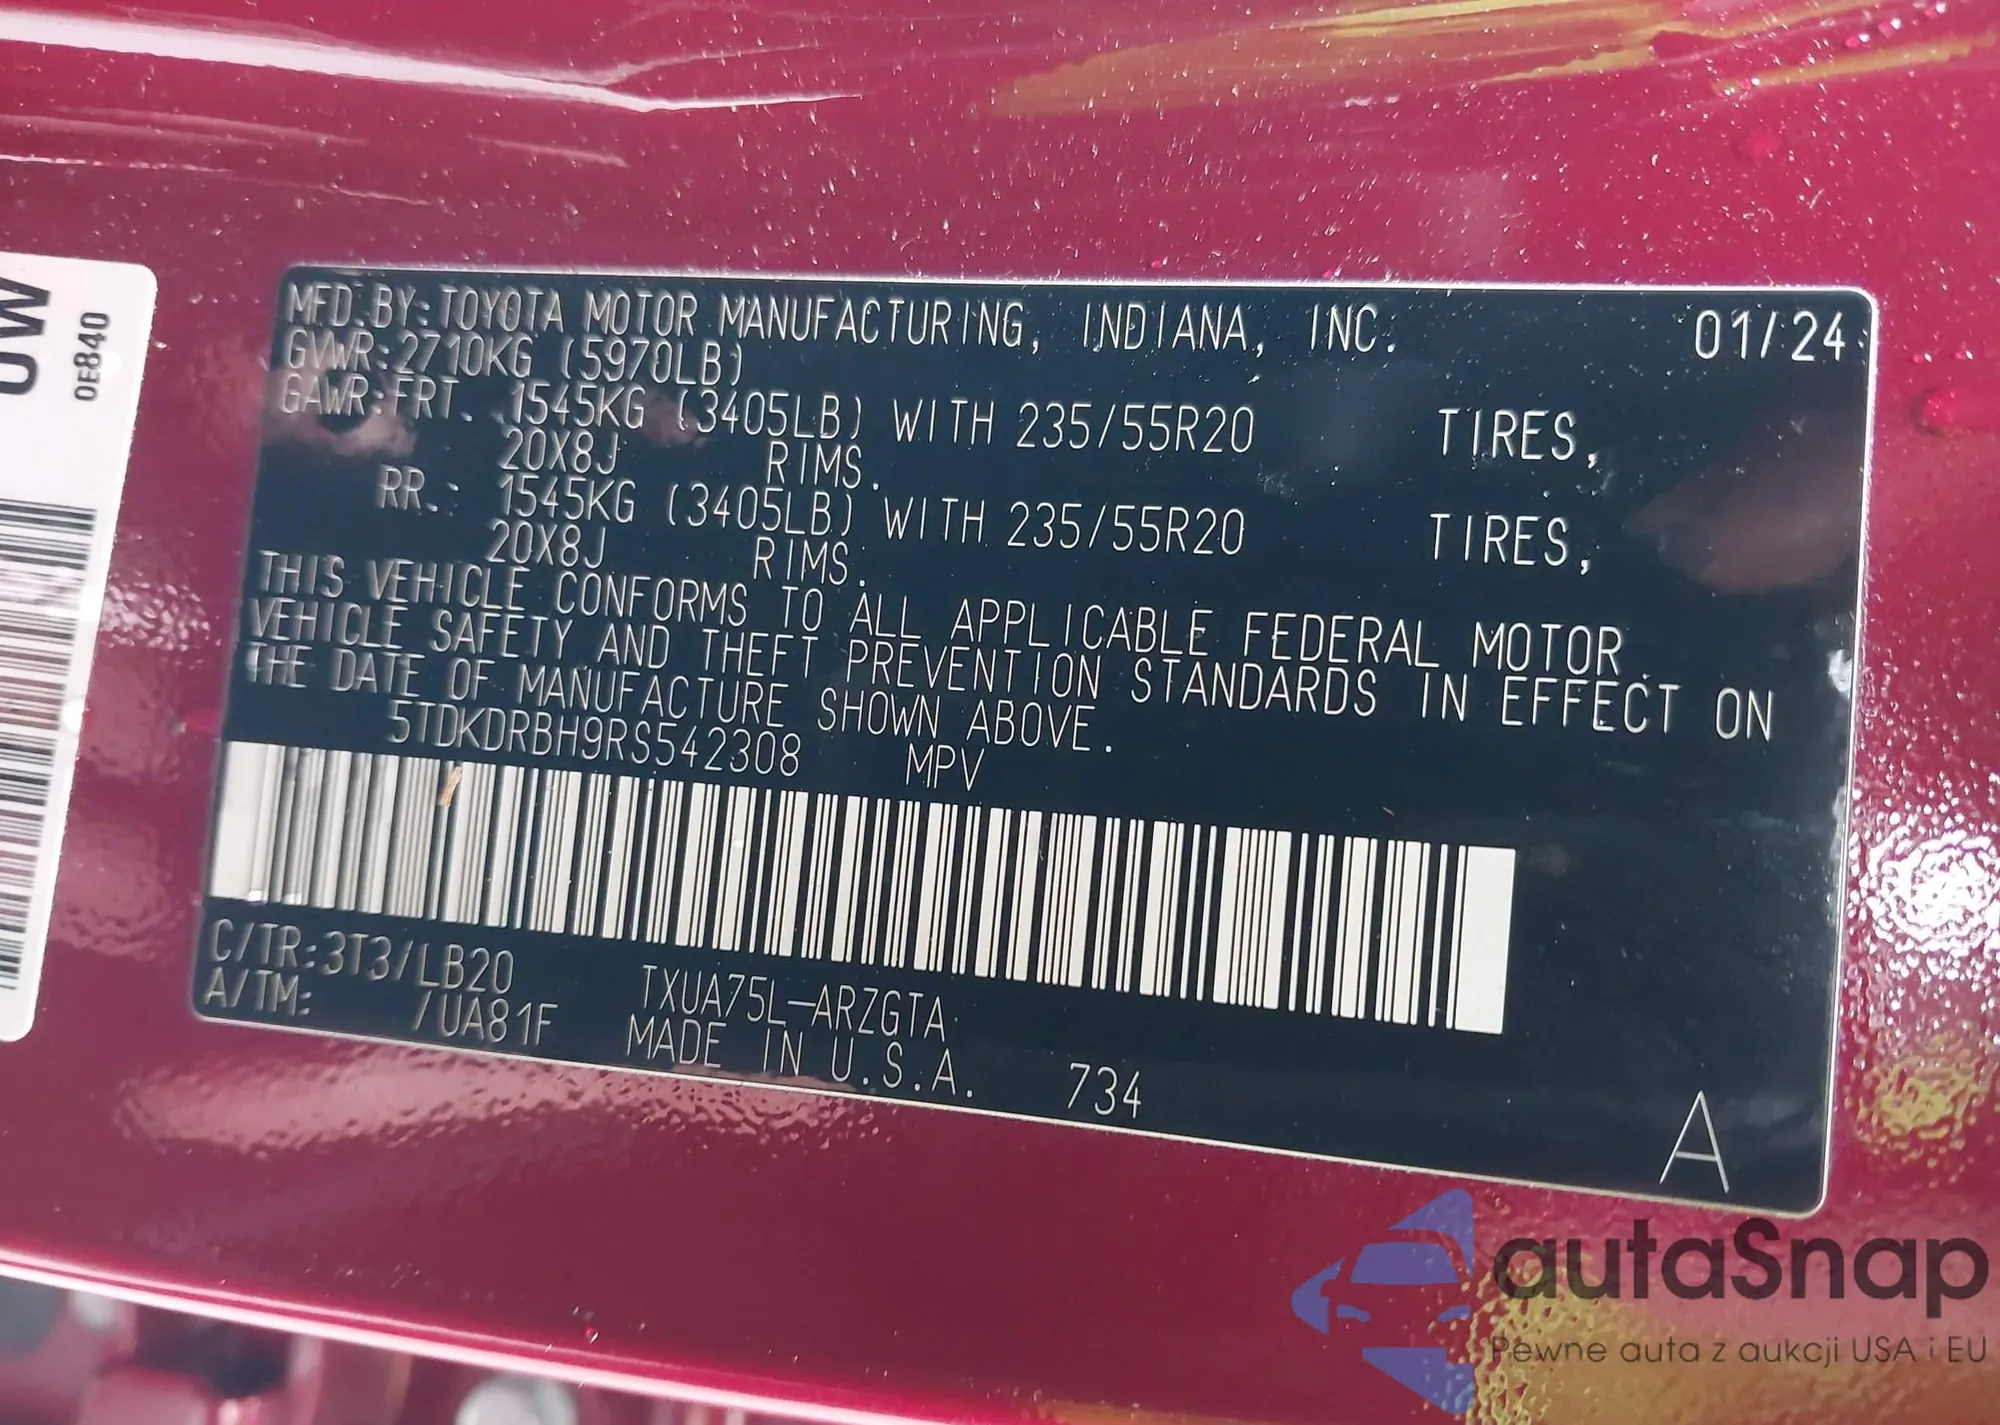 UW
0E840
MFD.BY:TOYOTA MOTOR MANUFACTURING, INDIANA, INC. 01/24
GVWR:2710KG (5970LB)
GAWR:FRT. 1545KG (3405LB) WITH 235/55R20 TIRES,
20X8J RIMS.
RR.: 1545KG (3405LB) WITH 235/55R20 TIRES,
20X8J RIMS.
THIS VEHICLE CONFORMS TO ALL APPLICABLE FEDERAL MOTOR
VEHICLE SAFETY AND THEFT PREVENTION STANDARDS IN EFFECT ON
THE DATE OF MANUFACTURE SHOWN ABOVE.
5TDKDRBH9RS542308 MPV
C/TR:3T3/LB20 TXUA75L-ARZGTA
A/TM: /UA81F MADE IN U.S.A. 734
A
autaSnap
Pewne auta z aukcji USA i EU